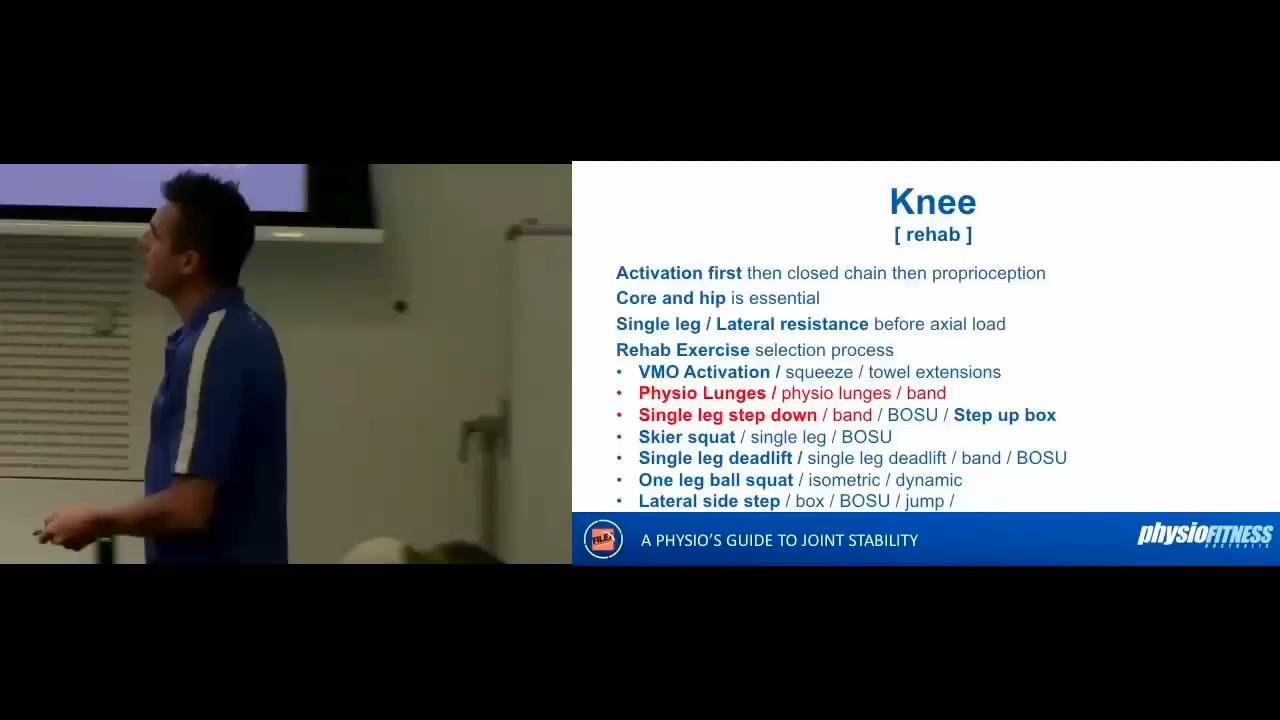 Knee
[ rehab ]
Activation first then closed chain then proprioception
Core and hip is essential
Single leg / Lateral resistance before axial load
Rehab Exercise selection process
• VMO Activation / squeeze / towel extensions
• Physio Lunges / physio lunges / band
• Single leg step down / band / BOSU / Step up box
• Skier squat / single leg / BOSU
• Single leg deadlift / single leg deadlift / band / BOSU
• One leg ball squat / isometric / dynamic
• Lateral side step / box / BOSU / jump /
FILEX
A PHYSIO'S GUIDE TO JOINT STABILITY
physioFITNESS
AUSTRALIA